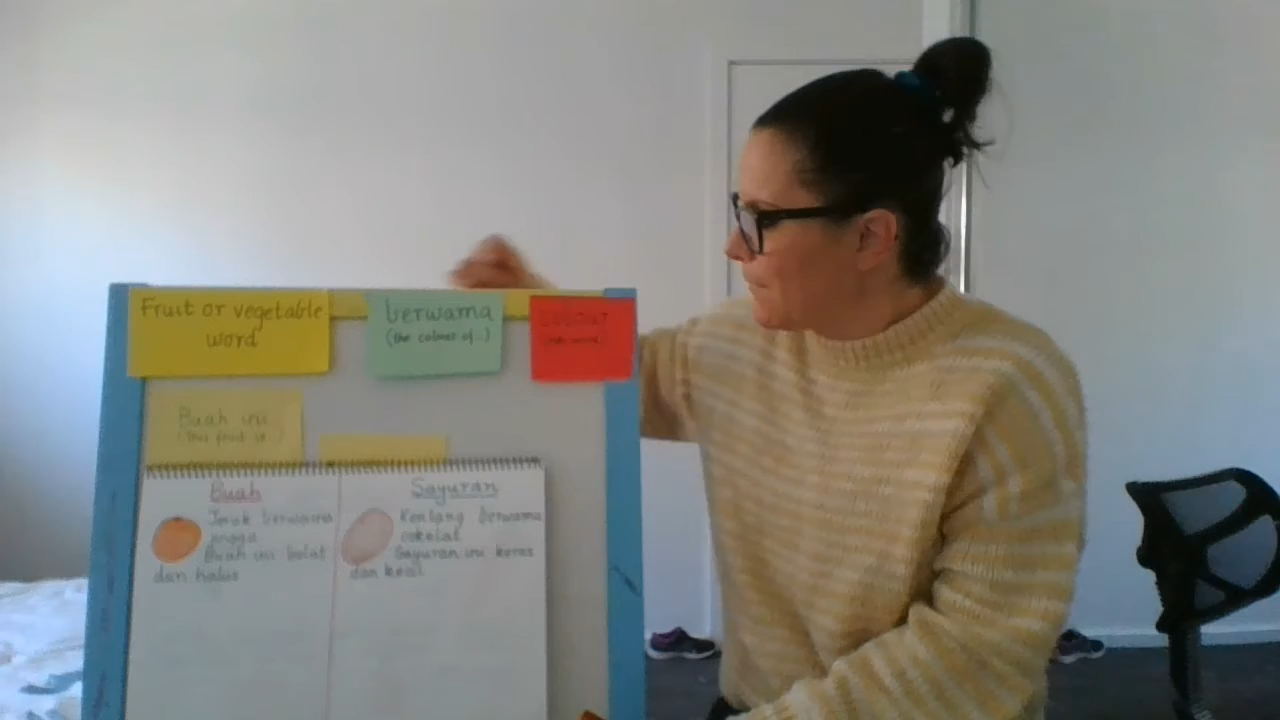 Fruit or vegetable
word
berwarna
(the colour of..)
colour
Buah ini
(this fruit is..)
Buah
Jeruk berwarna
jingga
Buah ini bulat
dan halus
Sayuran
Kentang berwarna
cokelat
Sayuran ini keras
dan kecil